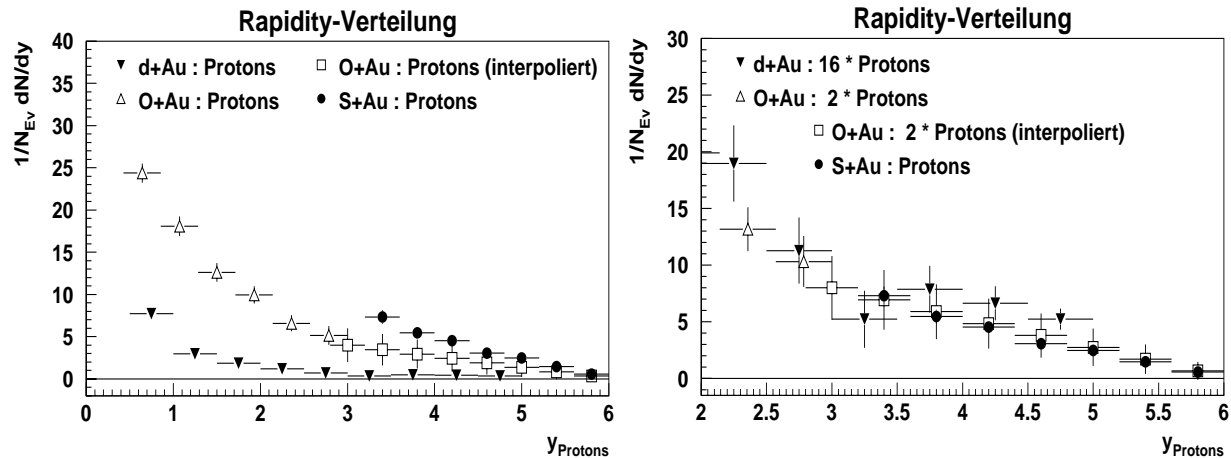 Rapidity-Verteilung
1/N_Ev dN/dy
40
35
30
25
20
15
10
5
0
d+Au : Protons
O+Au : Protons (interpoliert)
O+Au : Protons
S+Au : Protons
0 1 2 3 4 5 6
y_Protons
Rapidity-Verteilung
1/N_Ev dN/dy
30
25
20
15
10
5
0
d+Au : 16 * Protons
O+Au : 2 * Protons
O+Au : 2 * Protons (interpoliert)
S+Au : Protons
2 2.5 3 3.5 4 4.5 5 5.5 6
y_Protons